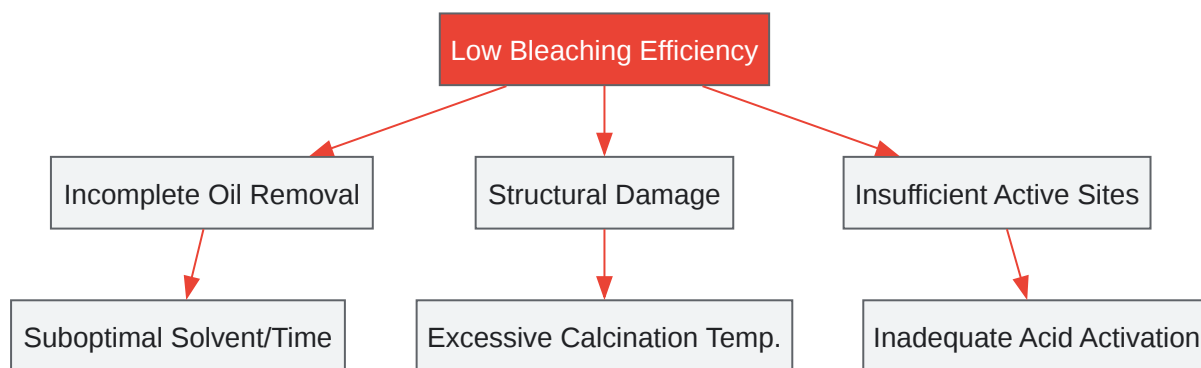 Low Bleaching Efficiency
Incomplete Oil Removal
Structural Damage
Insufficient Active Sites
Suboptimal Solvent/Time
Excessive Calcination Temp.
Inadequate Acid Activation